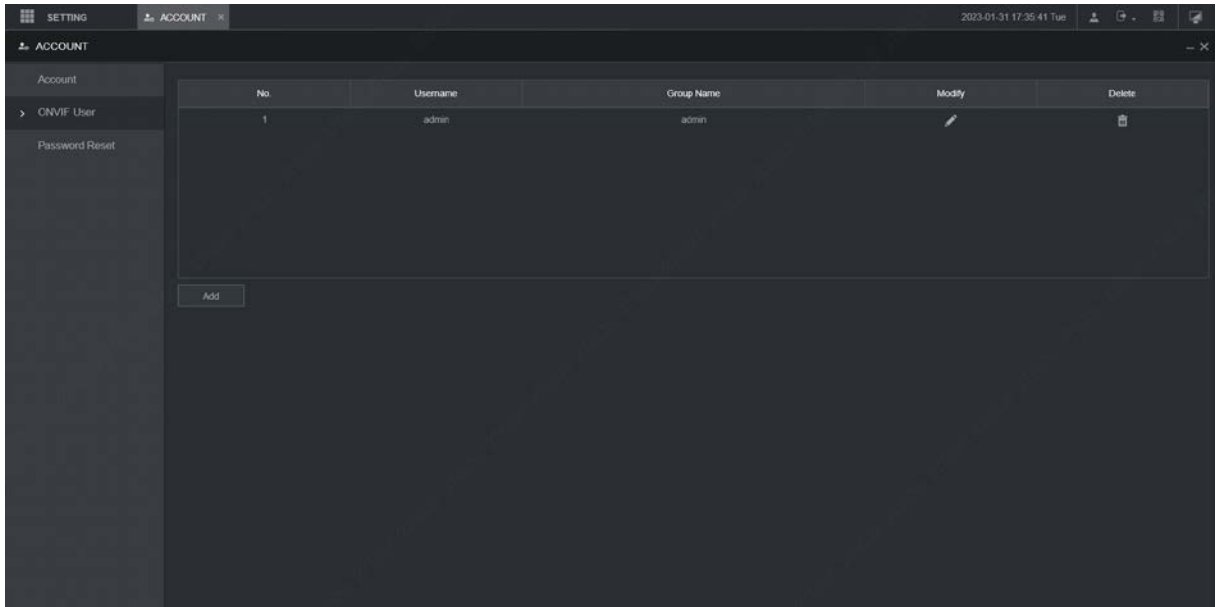 SETTING ACCOUNT × 2023-01-31 17:35:41 Tue
ACCOUNT
Account
ONVIF User
Password Reset
No. Username Group Name Modify Delete
1 admin admin
Add